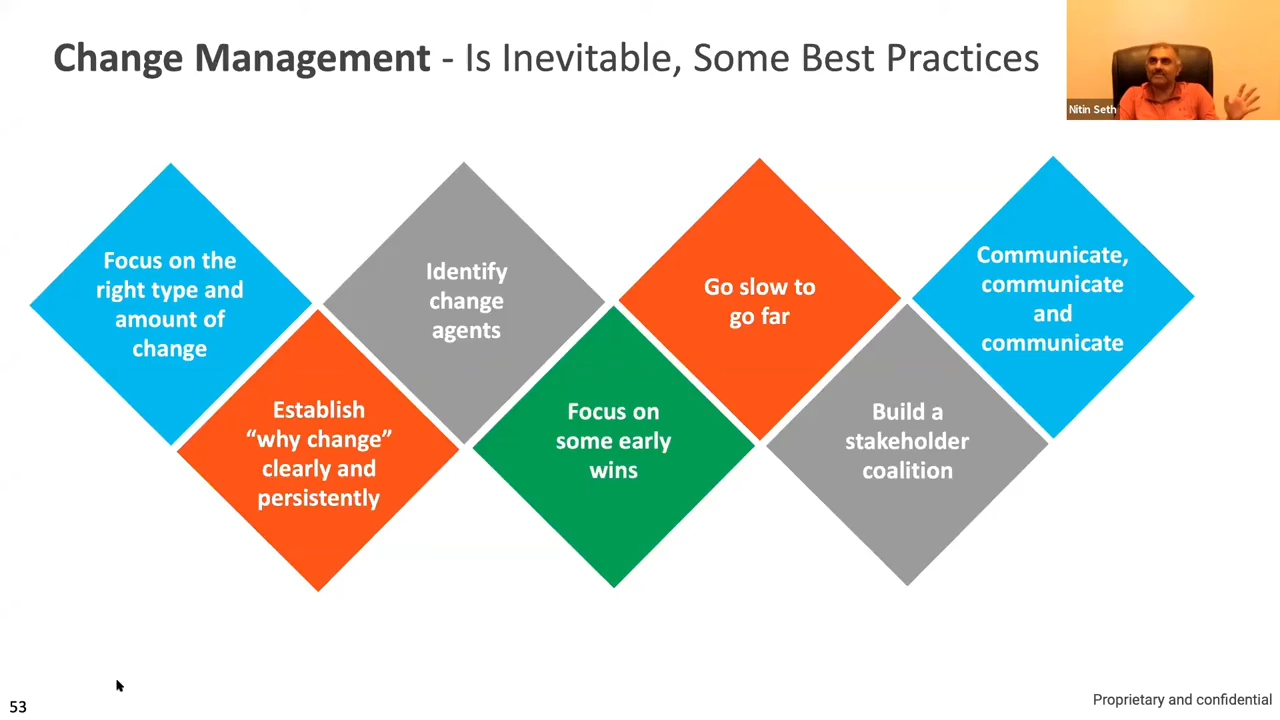 Change Management - Is Inevitable, Some Best Practices
Nitin Seth
Focus on the
right type and
amount of
change
Establish
“why change”
clearly and
persistently
Identify
change
agents
Focus on
some early
wins
Go slow to
go far
Build a
stakeholder
coalition
Communicate,
communicate
and
communicate
53
Proprietary and confidential